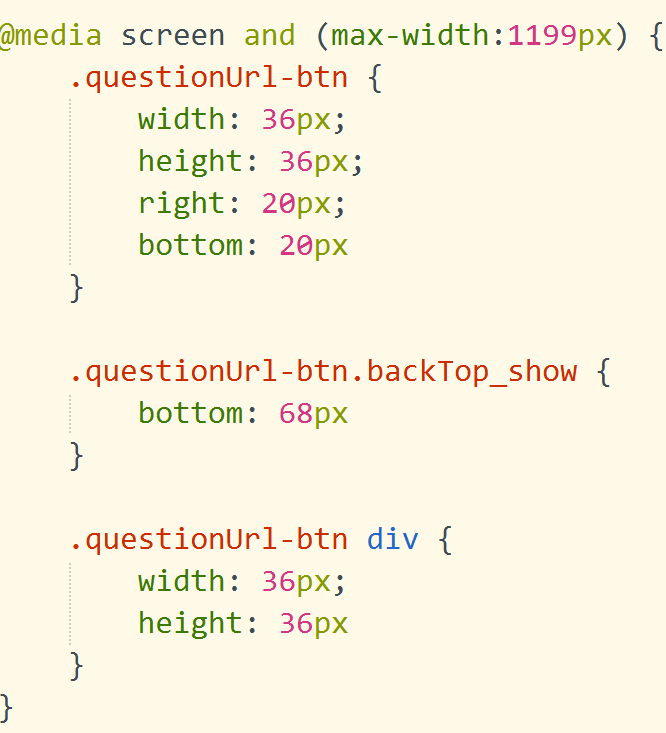 @media screen and (max-width:1199px) {
.questionUrl-btn {
width: 36px;
height: 36px;
right: 20px;
bottom: 20px
}
.questionUrl-btn.backTop_show {
bottom: 68px
}
.questionUrl-btn div {
width: 36px;
height: 36px
}
}